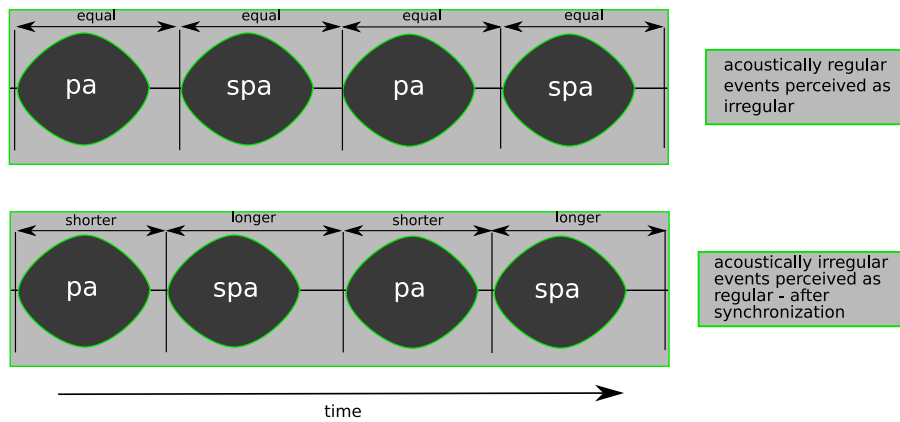 equal equal equal equal
pa spa pa spa
acoustically regular
events perceived as
irregular
shorter longer shorter longer
pa spa pa spa
acoustically irregular
events perceived as
regular - after
synchronization
time